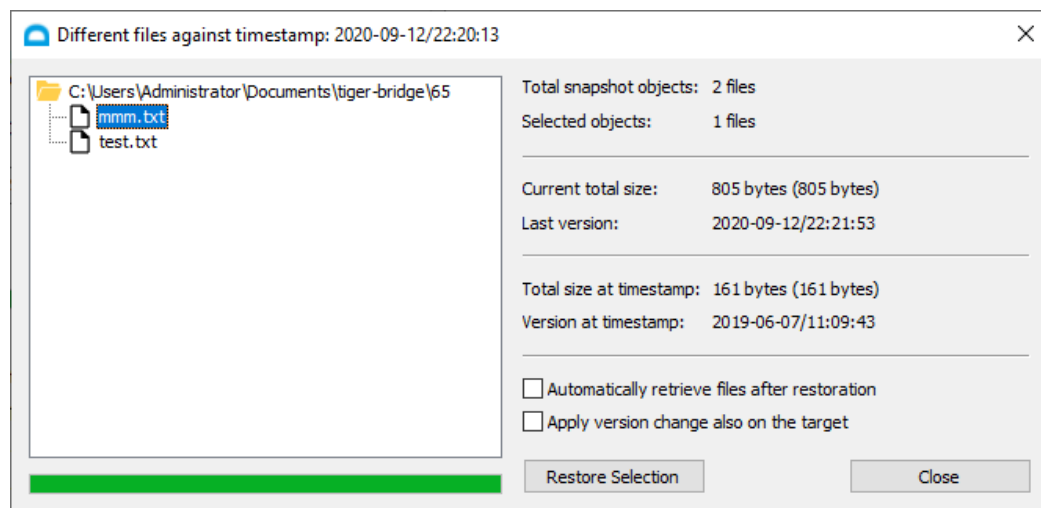 Different files against timestamp: 2020-09-12/22:20:13
C:\Users\Administrator\Documents\tiger-bridge\65
mmm.txt
test.txt
Total snapshot objects: 2 files
Selected objects: 1 files
Current total size: 805 bytes (805 bytes)
Last version: 2020-09-12/22:21:53
Total size at timestamp: 161 bytes (161 bytes)
Version at timestamp: 2019-06-07/11:09:43
Automatically retrieve files after restoration
Apply version change also on the target
Restore Selection
Close